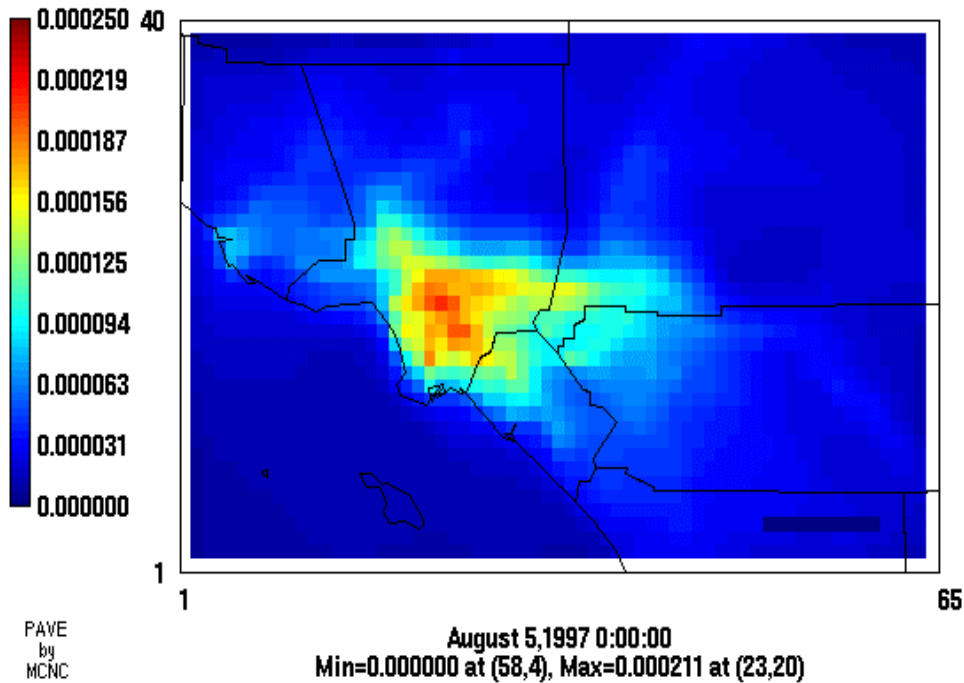 0.000250
40
0.000219
0.000187
0.000156
0.000125
0.000094
0.000063
0.000031
0.000000
1
1
65
PAVE
by
MCNC
August 5,1997 0:00:00
Min=0.000000 at (58,4), Max=0.000211 at (23,20)